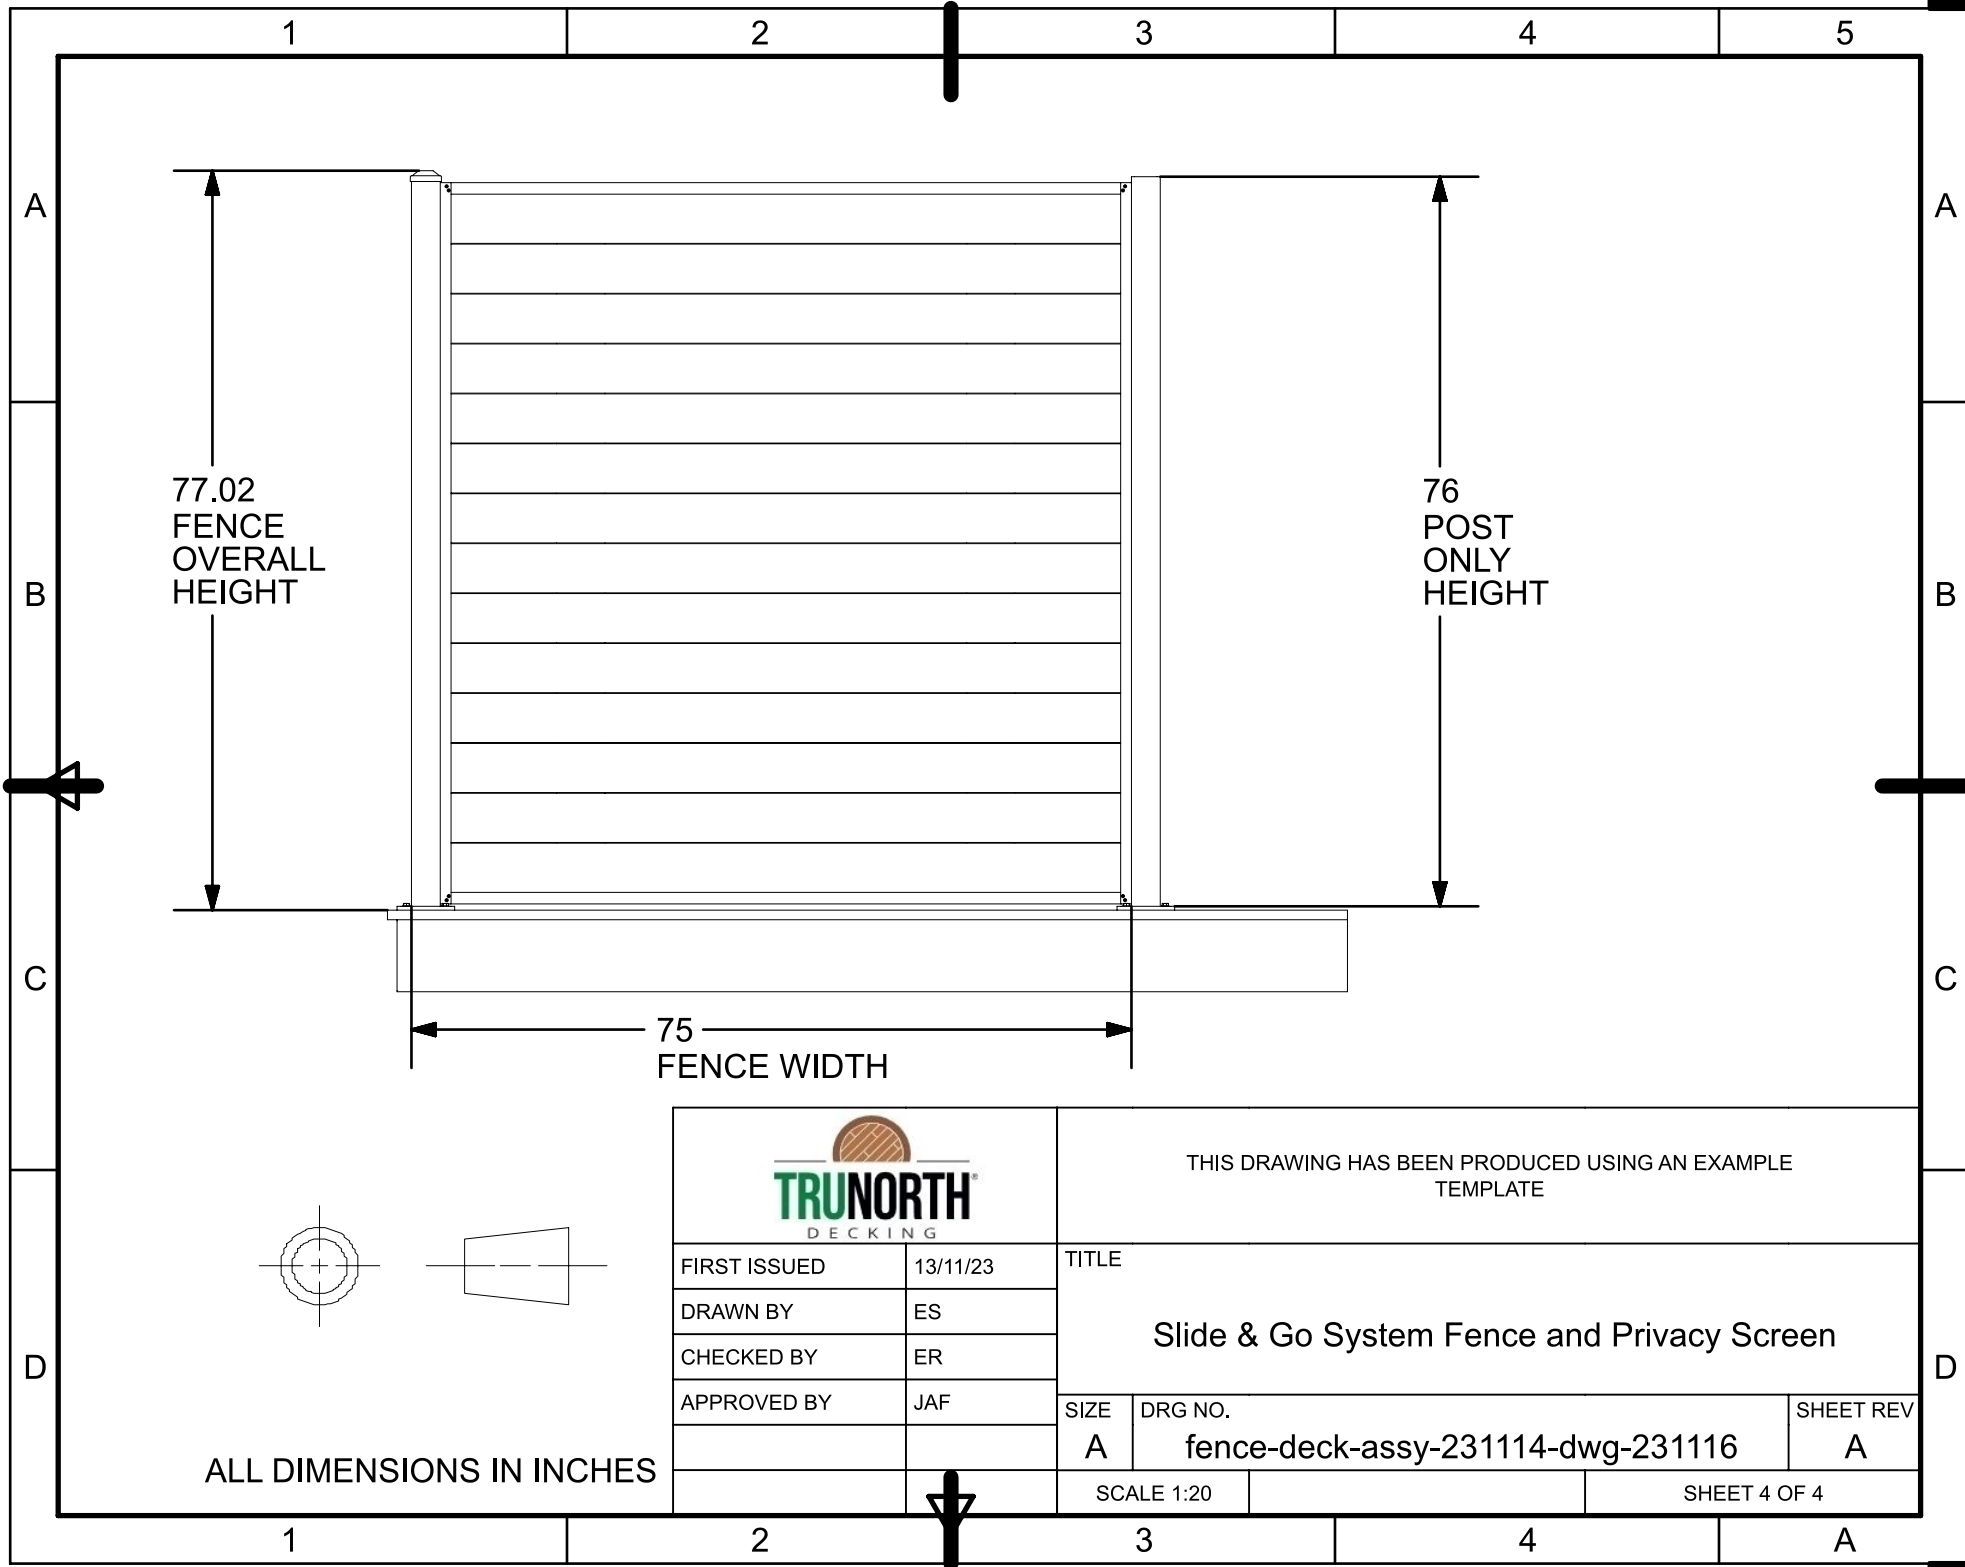 1 2 3 4 5
A A
77.02
FENCE
OVERALL
HEIGHT
76
POST
ONLY
HEIGHT
B B
C C
75
FENCE WIDTH
TRUNORTH®
DECKING
THIS DRAWING HAS BEEN PRODUCED USING AN EXAMPLE
TEMPLATE
FIRST ISSUED 13/11/23
DRAWN BY ES
CHECKED BY ER
APPROVED BY JAF
TITLE
Slide & Go System Fence and Privacy Screen
D D
SIZE
A
DRG NO.
fence-deck-assy-231114-dwg-231116
SHEET REV
A
ALL DIMENSIONS IN INCHES
SCALE 1:20
SHEET 4 OF 4
1 2 3 4 A